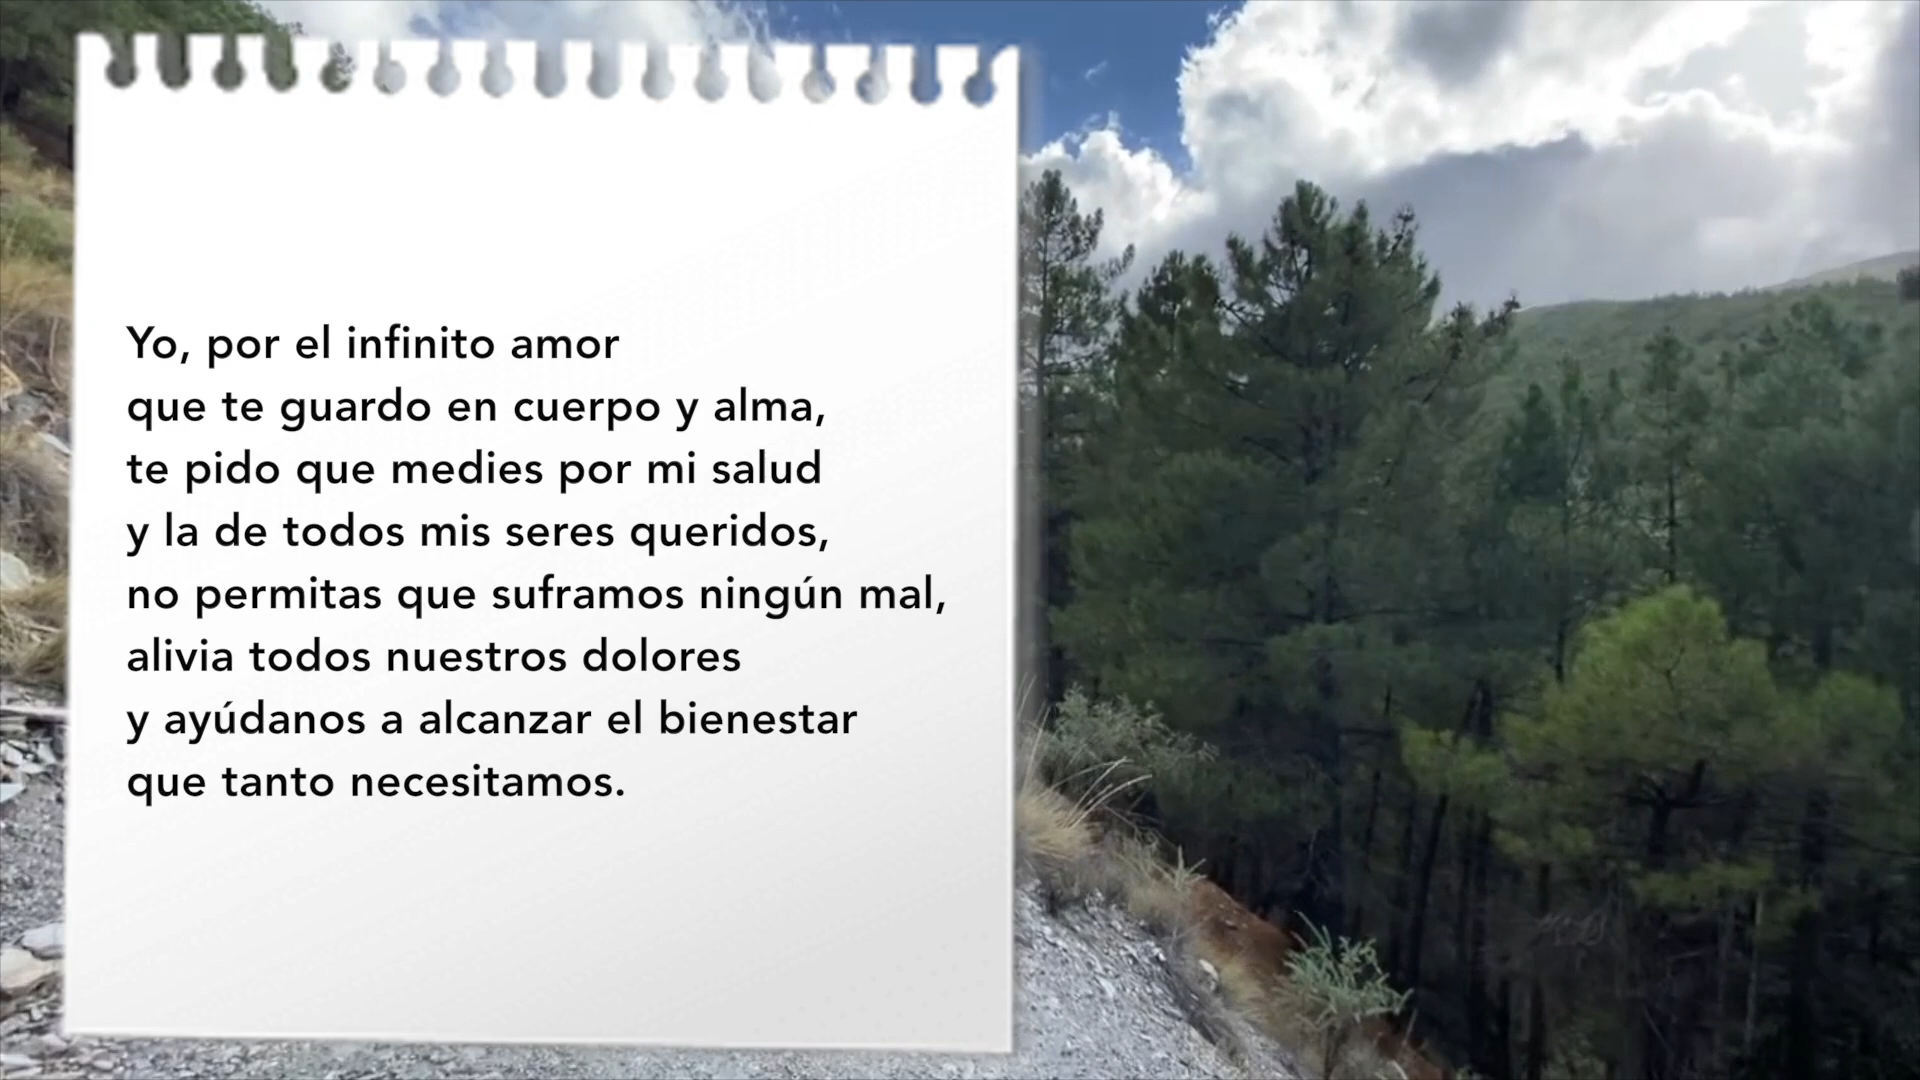 Yo, por el infinito amor
que te guardo en cuerpo y alma,
te pido que medies por mi salud
y la de todos mis seres queridos,
no permitas que suframos ningún mal,
alivia todos nuestros dolores
y ayúdanos a alcanzar el bienestar
que tanto necesitamos.